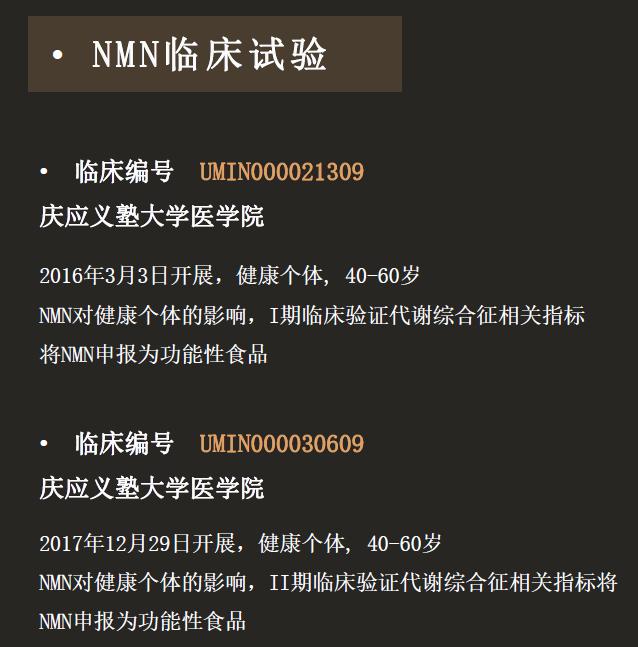 • NMN临床试验
• 临床编号 UMIN000021309
庆应义塾大学医学院
2016年3月3日开展，健康个体, 40-60岁
NMN对健康个体的影响，I期临床验证代谢综合征相关指标
将NMN申报为功能性食品
• 临床编号 UMIN000030609
庆应义塾大学医学院
2017年12月29日开展，健康个体, 40-60岁
NMN对健康个体的影响，II期临床验证代谢综合征相关指标将
NMN申报为功能性食品